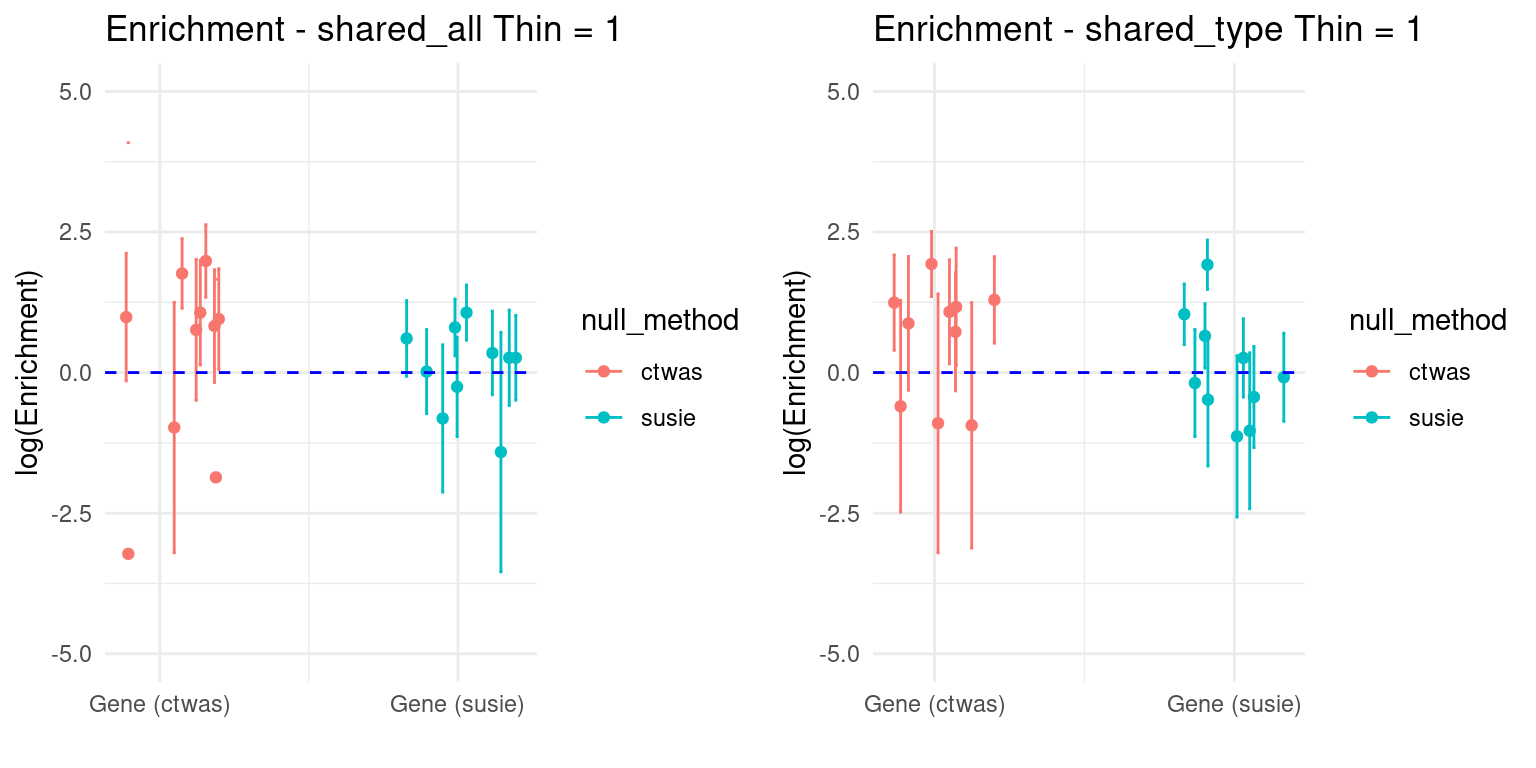 Enrichment - shared_all Thin = 1
log(Enrichment)
5.0
2.5
0.0
-2.5
-5.0
Gene (ctwas)
Gene (susie)
null_method
ctwas
susie
Enrichment - shared_type Thin = 1
log(Enrichment)
5.0
2.5
0.0
-2.5
-5.0
Gene (ctwas)
Gene (susie)
null_method
ctwas
susie